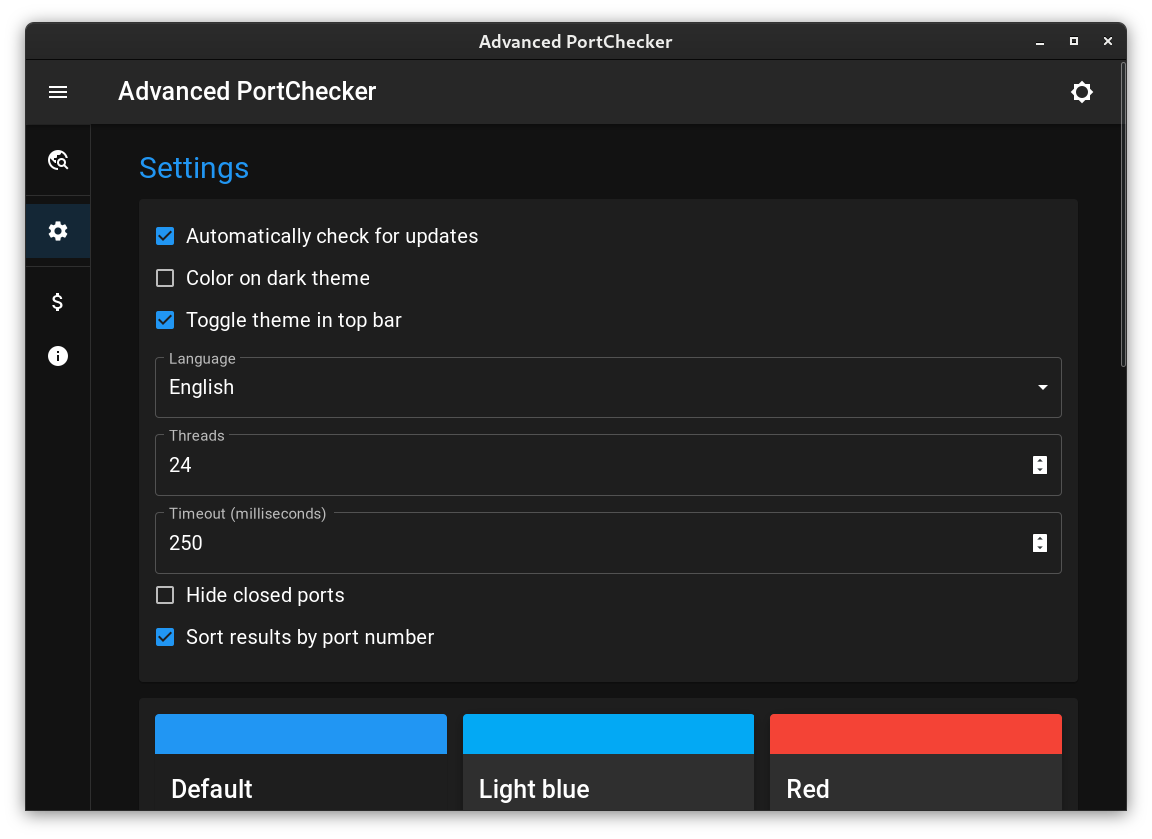 Advanced PortChecker
Advanced PortChecker
Settings
Automatically check for updates
Color on dark theme
Toggle theme in top bar
Language
English
Threads
24
Timeout (milliseconds)
250
Hide closed ports
Sort results by port number
Default
Light blue
Red